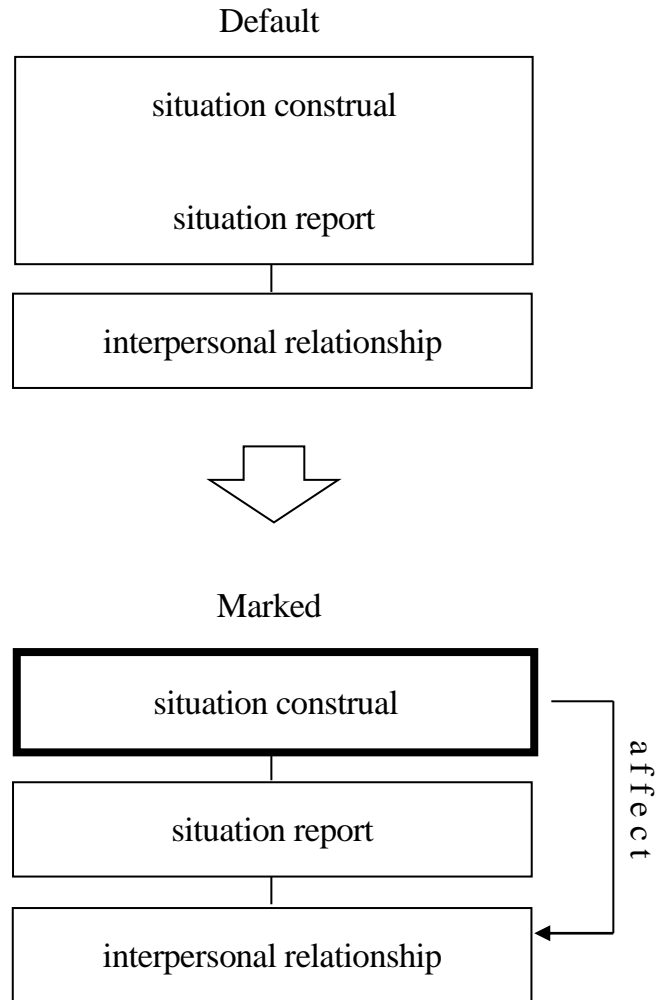 Default
situation construal
situation report
interpersonal relationship
Marked
situation construal
affect
situation report
interpersonal relationship